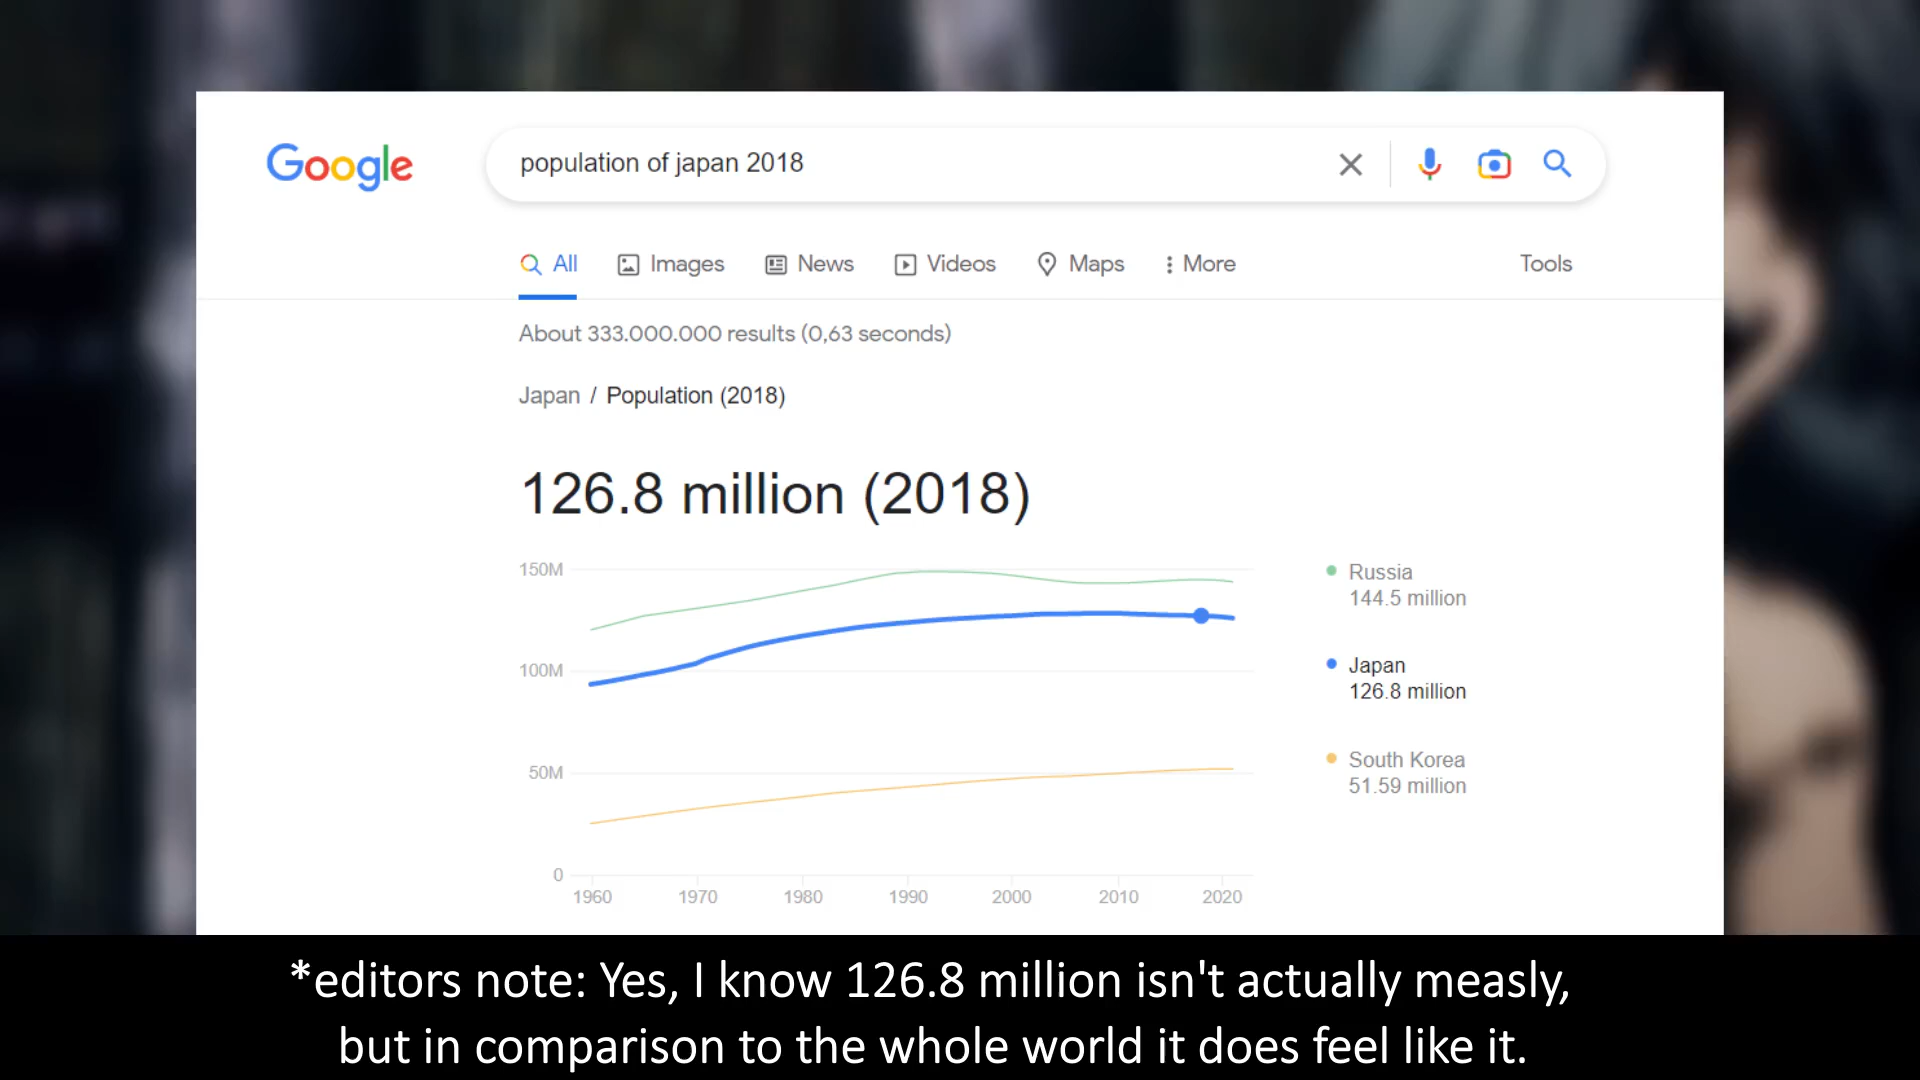 Google
population of japan 2018
All Images News Videos Maps More Tools
About 333.000.000 results (0,63 seconds)
Japan / Population (2018)
126.8 million (2018)
150M
100M
50M
0
1960 1970 1980 1990 2000 2010 2020
Russia
144.5 million
Japan
126.8 million
South Korea
51.59 million
*editors note: Yes, I know 126.8 million isn't actually measly,
but in comparison to the whole world it does feel like it.